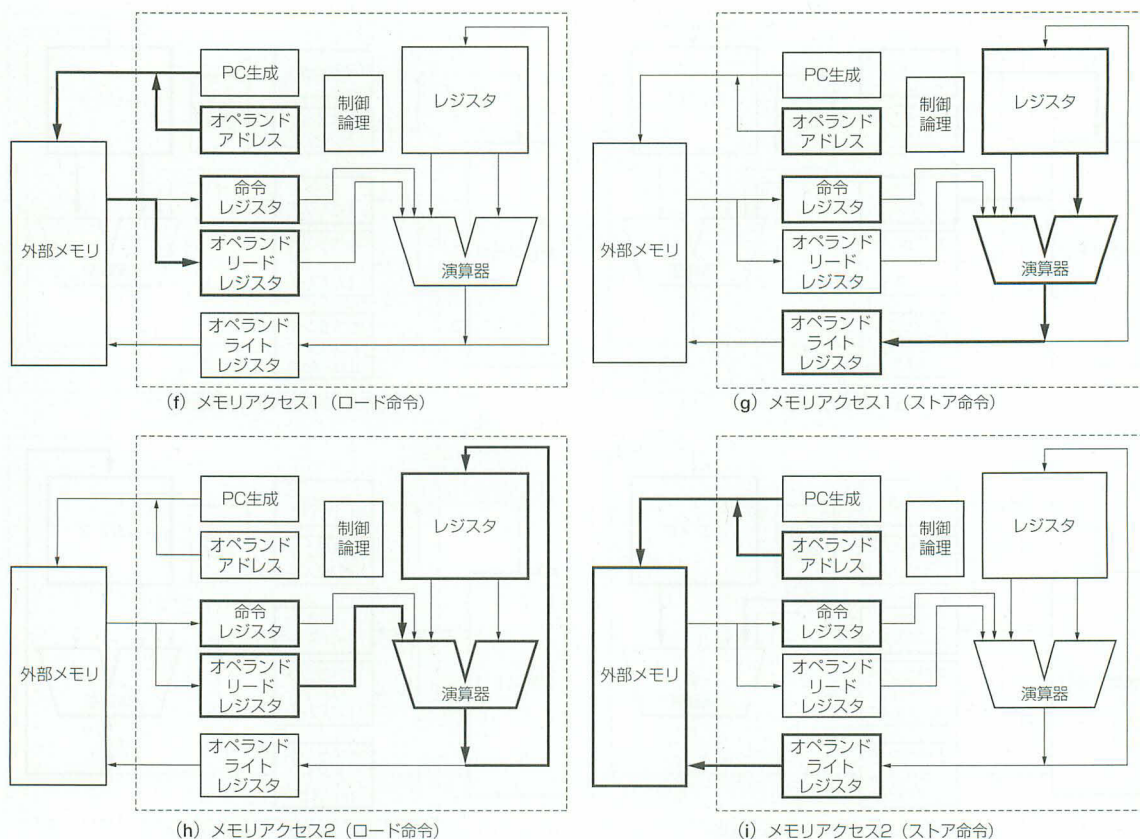 PC生成
オペランド
アドレス
制御
論理
レジスタ
命令
レジスタ
オペランド
リード
レジスタ
外部メモリ
演算器
オペランド
ライト
レジスタ
(f) メモリアクセス1（ロード命令）
PC生成
オペランド
アドレス
制御
論理
レジスタ
命令
レジスタ
オペランド
リード
レジスタ
外部メモリ
演算器
オペランド
ライト
レジスタ
(g) メモリアクセス1（ストア命令）
PC生成
オペランド
アドレス
制御
論理
レジスタ
命令
レジスタ
オペランド
リード
レジスタ
外部メモリ
演算器
オペランド
ライト
レジスタ
(h) メモリアクセス2（ロード命令）
PC生成
オペランド
アドレス
制御
論理
レジスタ
命令
レジスタ
オペランド
リード
レジスタ
外部メモリ
演算器
オペランド
ライト
レジスタ
(i) メモリアクセス2（ストア命令）